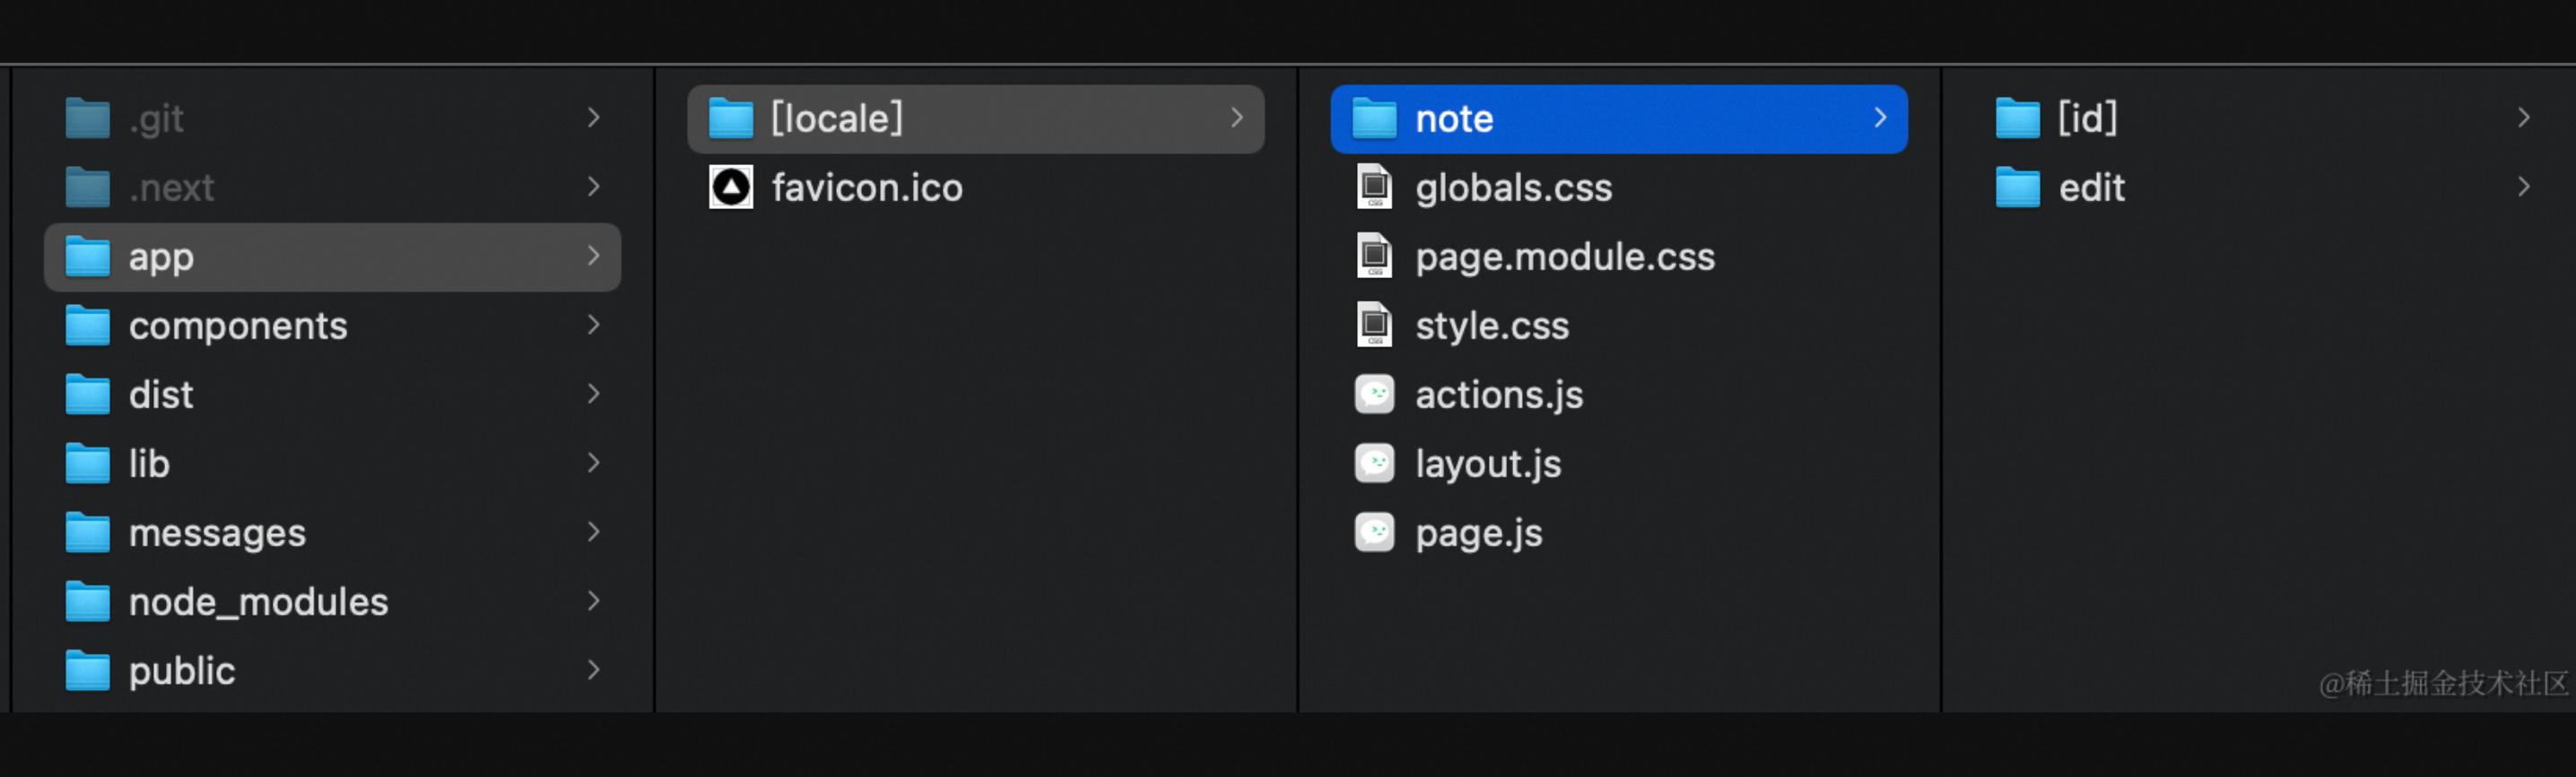 .git
.next
app
components
dist
lib
messages
node_modules
public
[locale]
favicon.ico
note
globals.css
page.module.css
style.css
actions.js
layout.js
page.js
[id]
edit
@稀土掘金技术社区